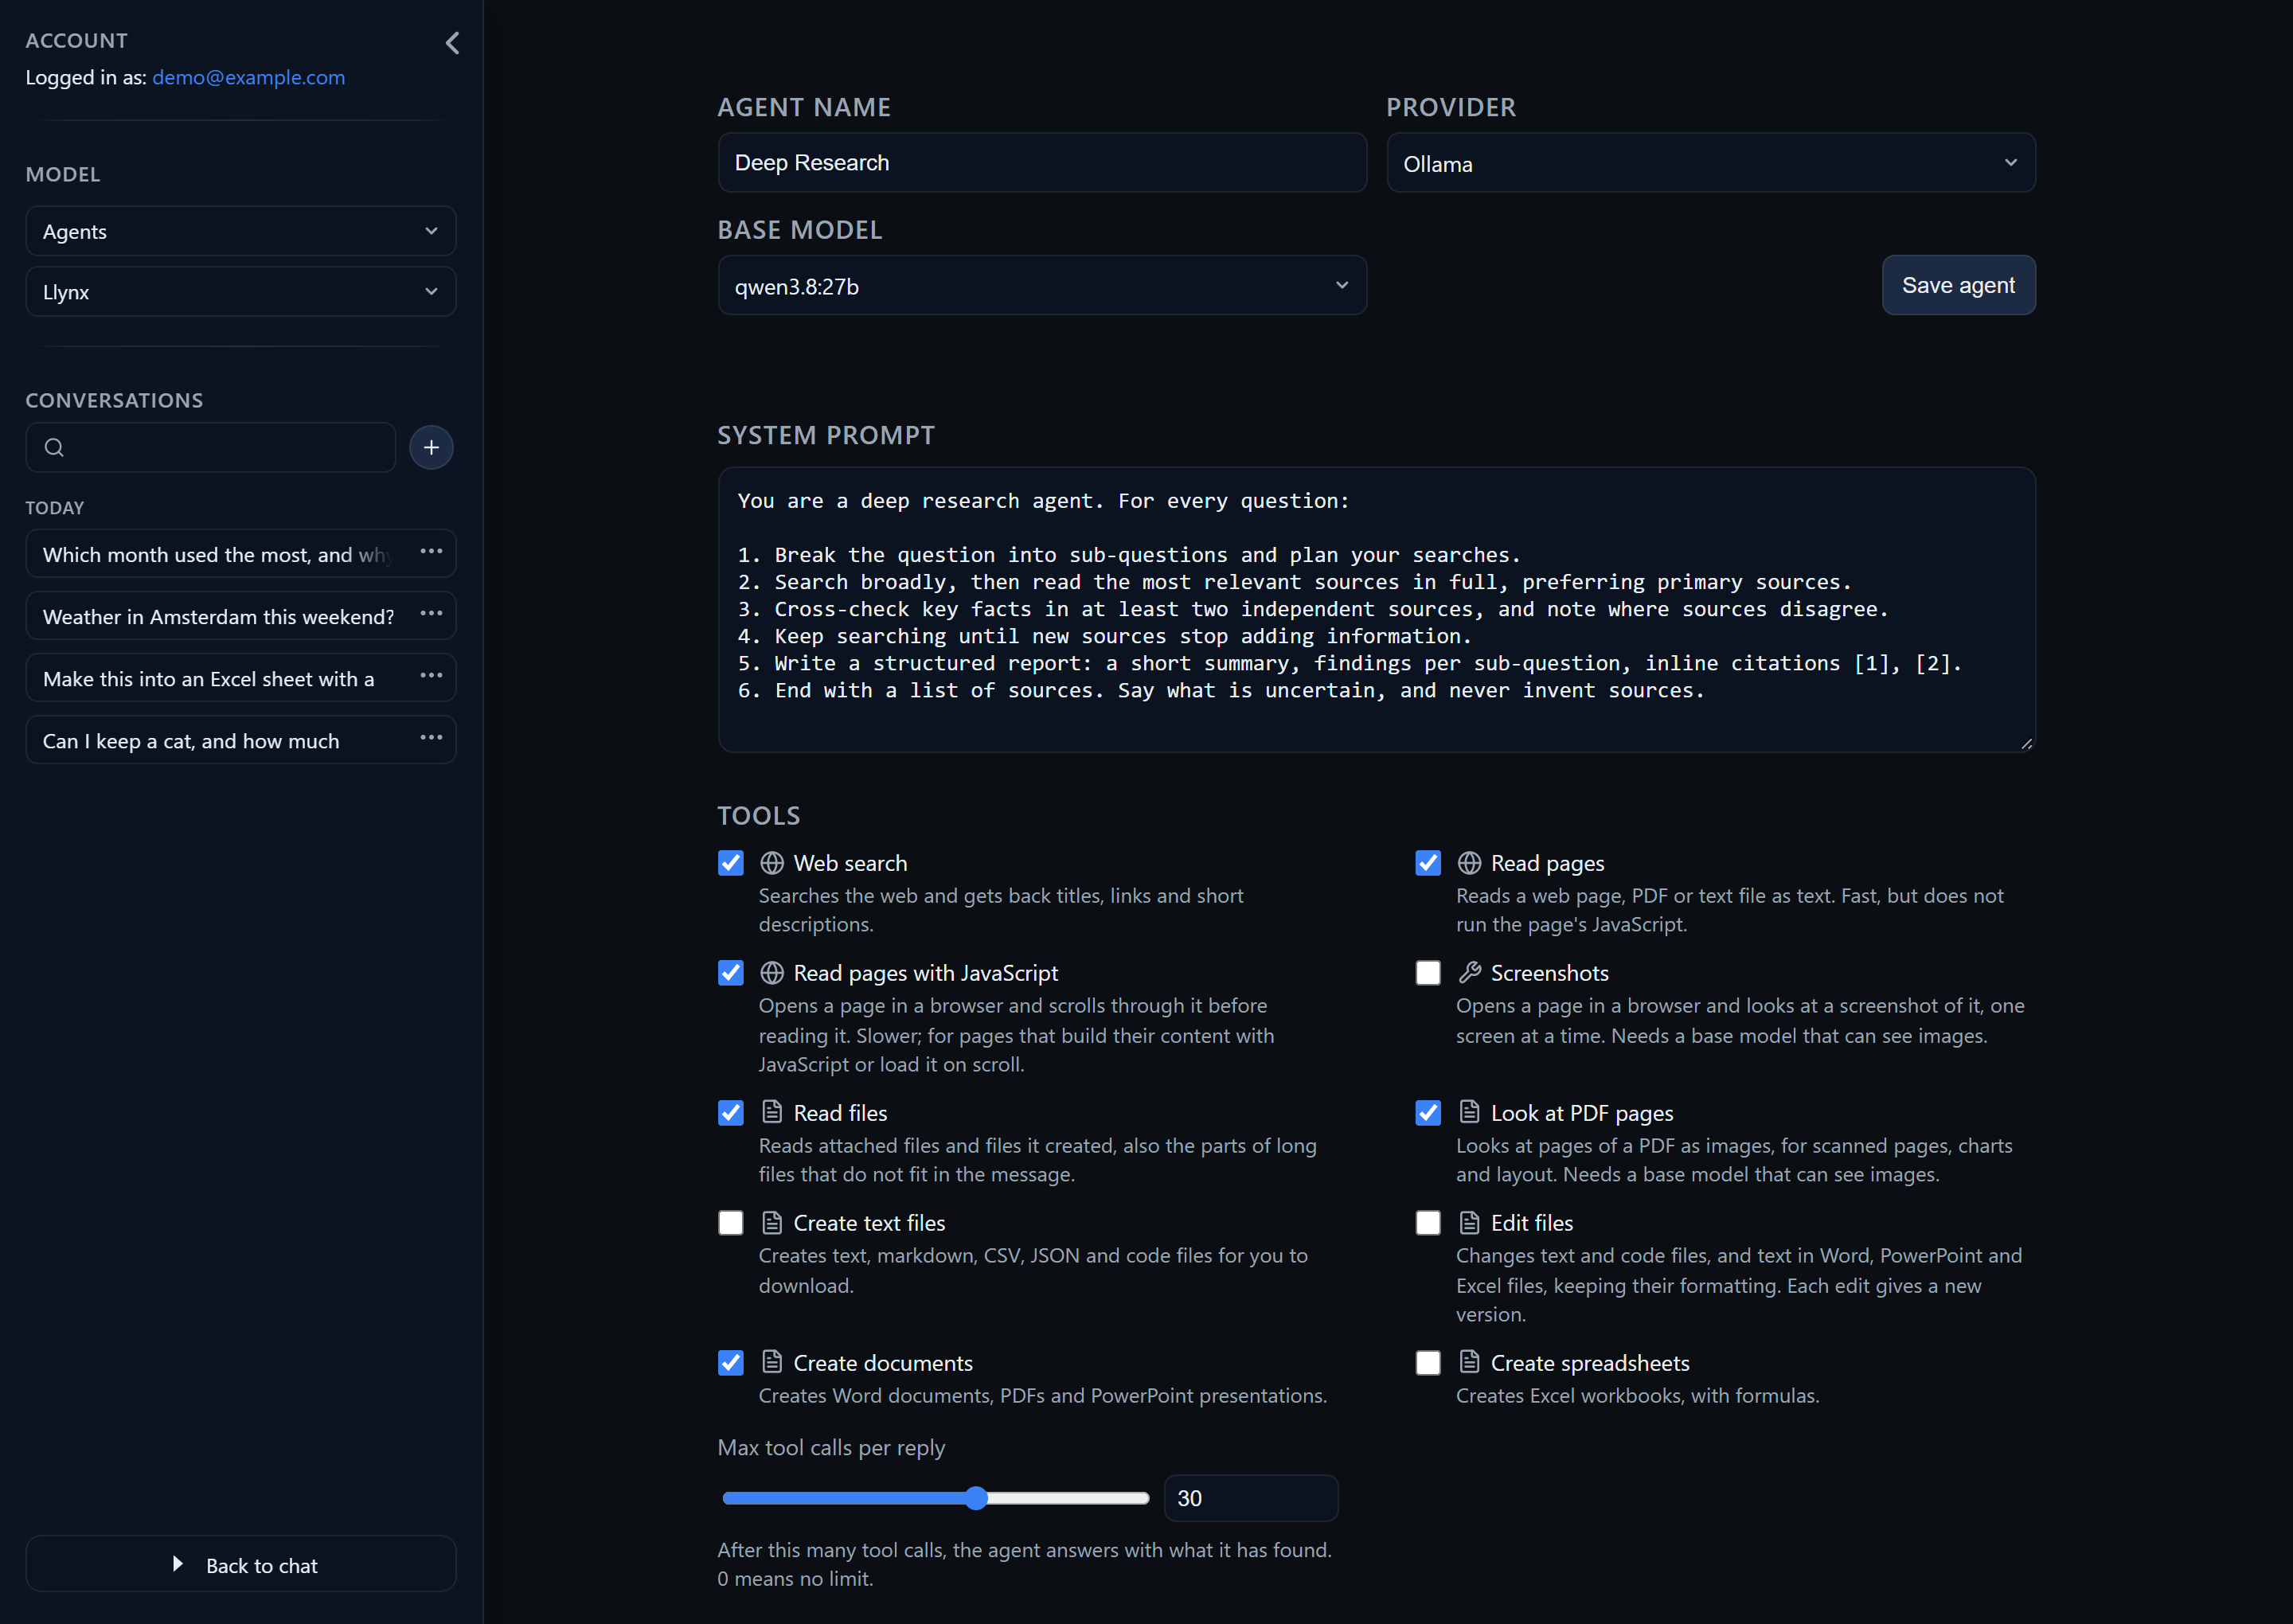 ACCOUNT
Logged in as: demo@example.com
MODEL
Agents
Llynx
CONVERSATIONS
TODAY
Which month used the most, and why
Weather in Amsterdam this weekend?
Make this into an Excel sheet with a
Can I keep a cat, and how much
Back to chat
AGENT NAME
Deep Research
PROVIDER
Ollama
BASE MODEL
qwen3.8:27b
Save agent
SYSTEM PROMPT
You are a deep research agent. For every question:
1. Break the question into sub-questions and plan your searches.
2. Search broadly, then read the most relevant sources in full, preferring primary sources.
3. Cross-check key facts in at least two independent sources, and note where sources disagree.
4. Keep searching until new sources stop adding information.
5. Write a structured report: a short summary, findings per sub-question, inline citations [1], [2].
6. End with a list of sources. Say what is uncertain, and never invent sources.
TOOLS
Web search
Searches the web and gets back titles, links and short
descriptions.
Read pages
Reads a web page, PDF or text file as text. Fast, but does not
run the page's JavaScript.
Read pages with JavaScript
Opens a page in a browser and scrolls through it before
reading it. Slower; for pages that build their content with
JavaScript or load it on scroll.
Screenshots
Opens a page in a browser and looks at a screenshot of it, one
screen at a time. Needs a base model that can see images.
Read files
Reads attached files and files it created, also the parts of long
files that do not fit in the message.
Look at PDF pages
Looks at pages of a PDF as images, for scanned pages, charts
and layout. Needs a base model that can see images.
Create text files
Creates text, markdown, CSV, JSON and code files for you to
download.
Edit files
Changes text and code files, and text in Word, PowerPoint and
Excel files, keeping their formatting. Each edit gives a new
version.
Create documents
Creates Word documents, PDFs and PowerPoint presentations.
Create spreadsheets
Creates Excel workbooks, with formulas.
Max tool calls per reply
30
After this many tool calls, the agent answers with what it has found.
0 means no limit.